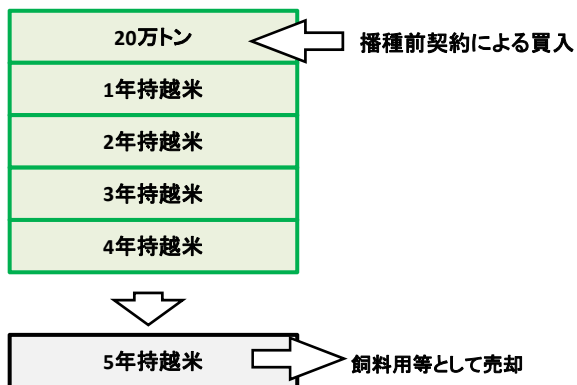 20万トン
播種前契約による買入
1年持越米
2年持越米
3年持越米
4年持越米
5年持越米
飼料用等として売却